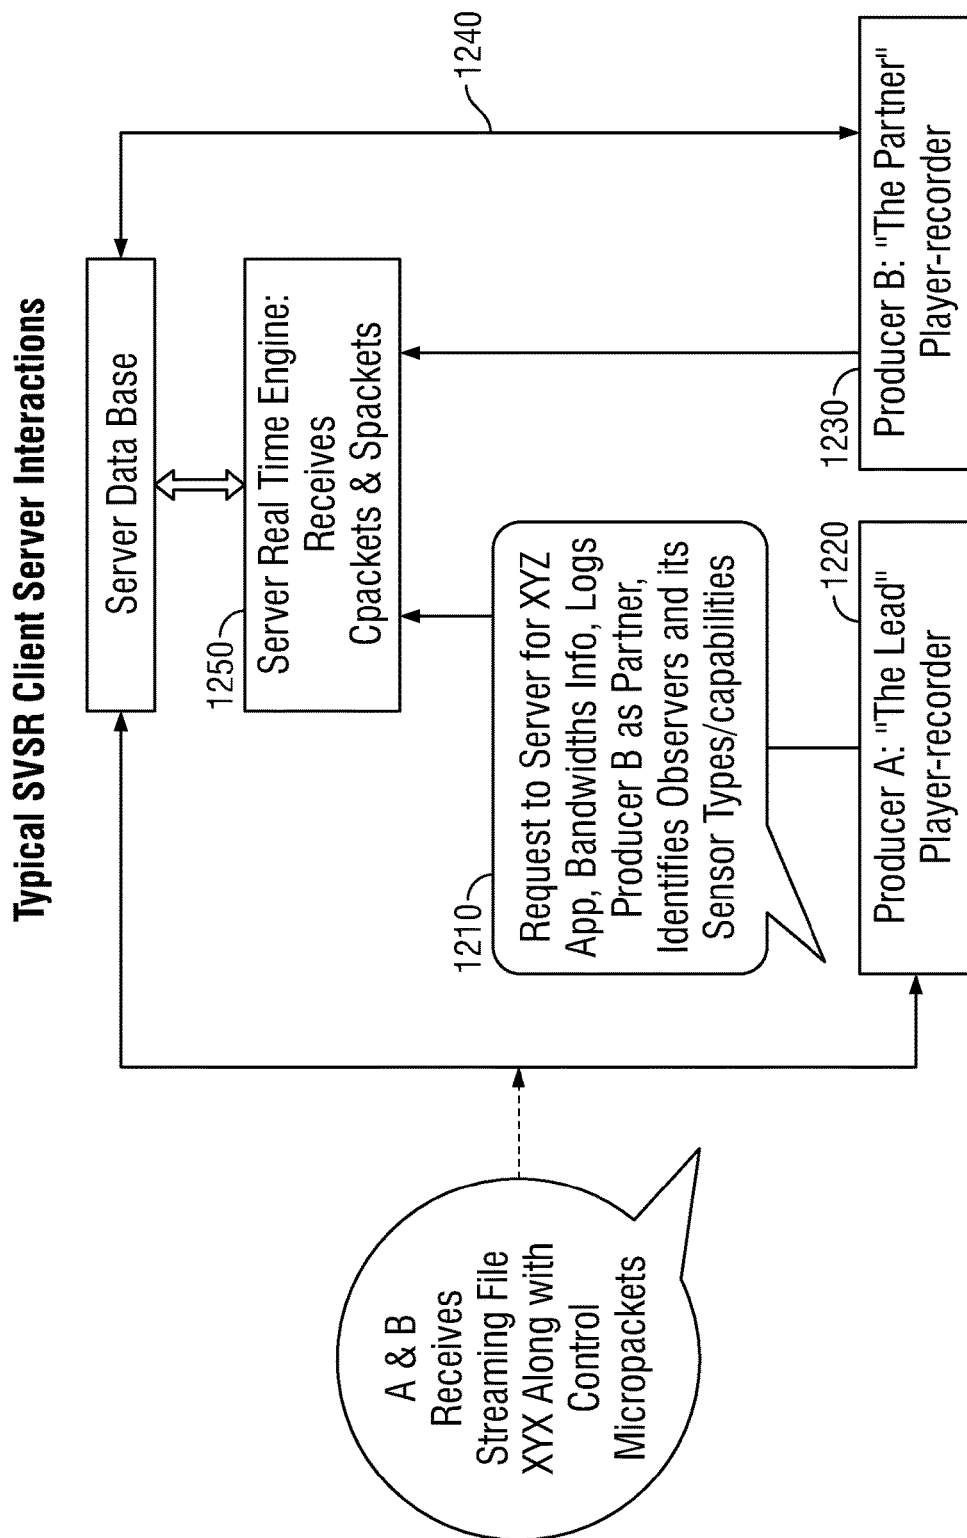 Typical SVSR Client Server Interactions
Server Data Base
1250
Server Real Time Engine:
Receives
Cpackets & Spackets
1240
A & B
Receives
Streaming File
XYX Along with
Control
Micropackets
1210
Request to Server for XYZ
App, Bandwidths Info, Logs
Producer B as Partner,
Identifies Observers and its
Sensor Types/capabilities
1220
Producer A: "The Lead"
Player-recorder
1230
Producer B: "The Partner"
Player-recorder